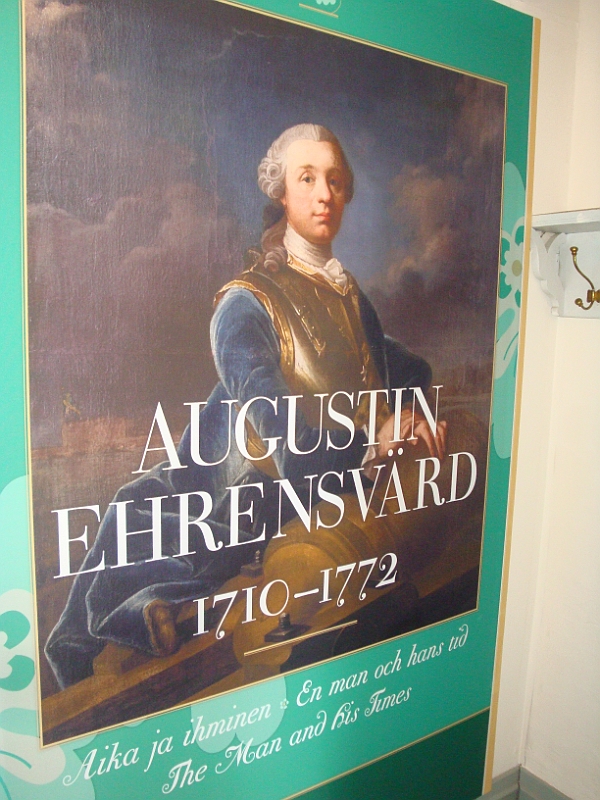 AUGUSTIN
EHRENSVÄRD
1710–1772
Aika ja ihminen * En man och hans tid
The Man and his Times